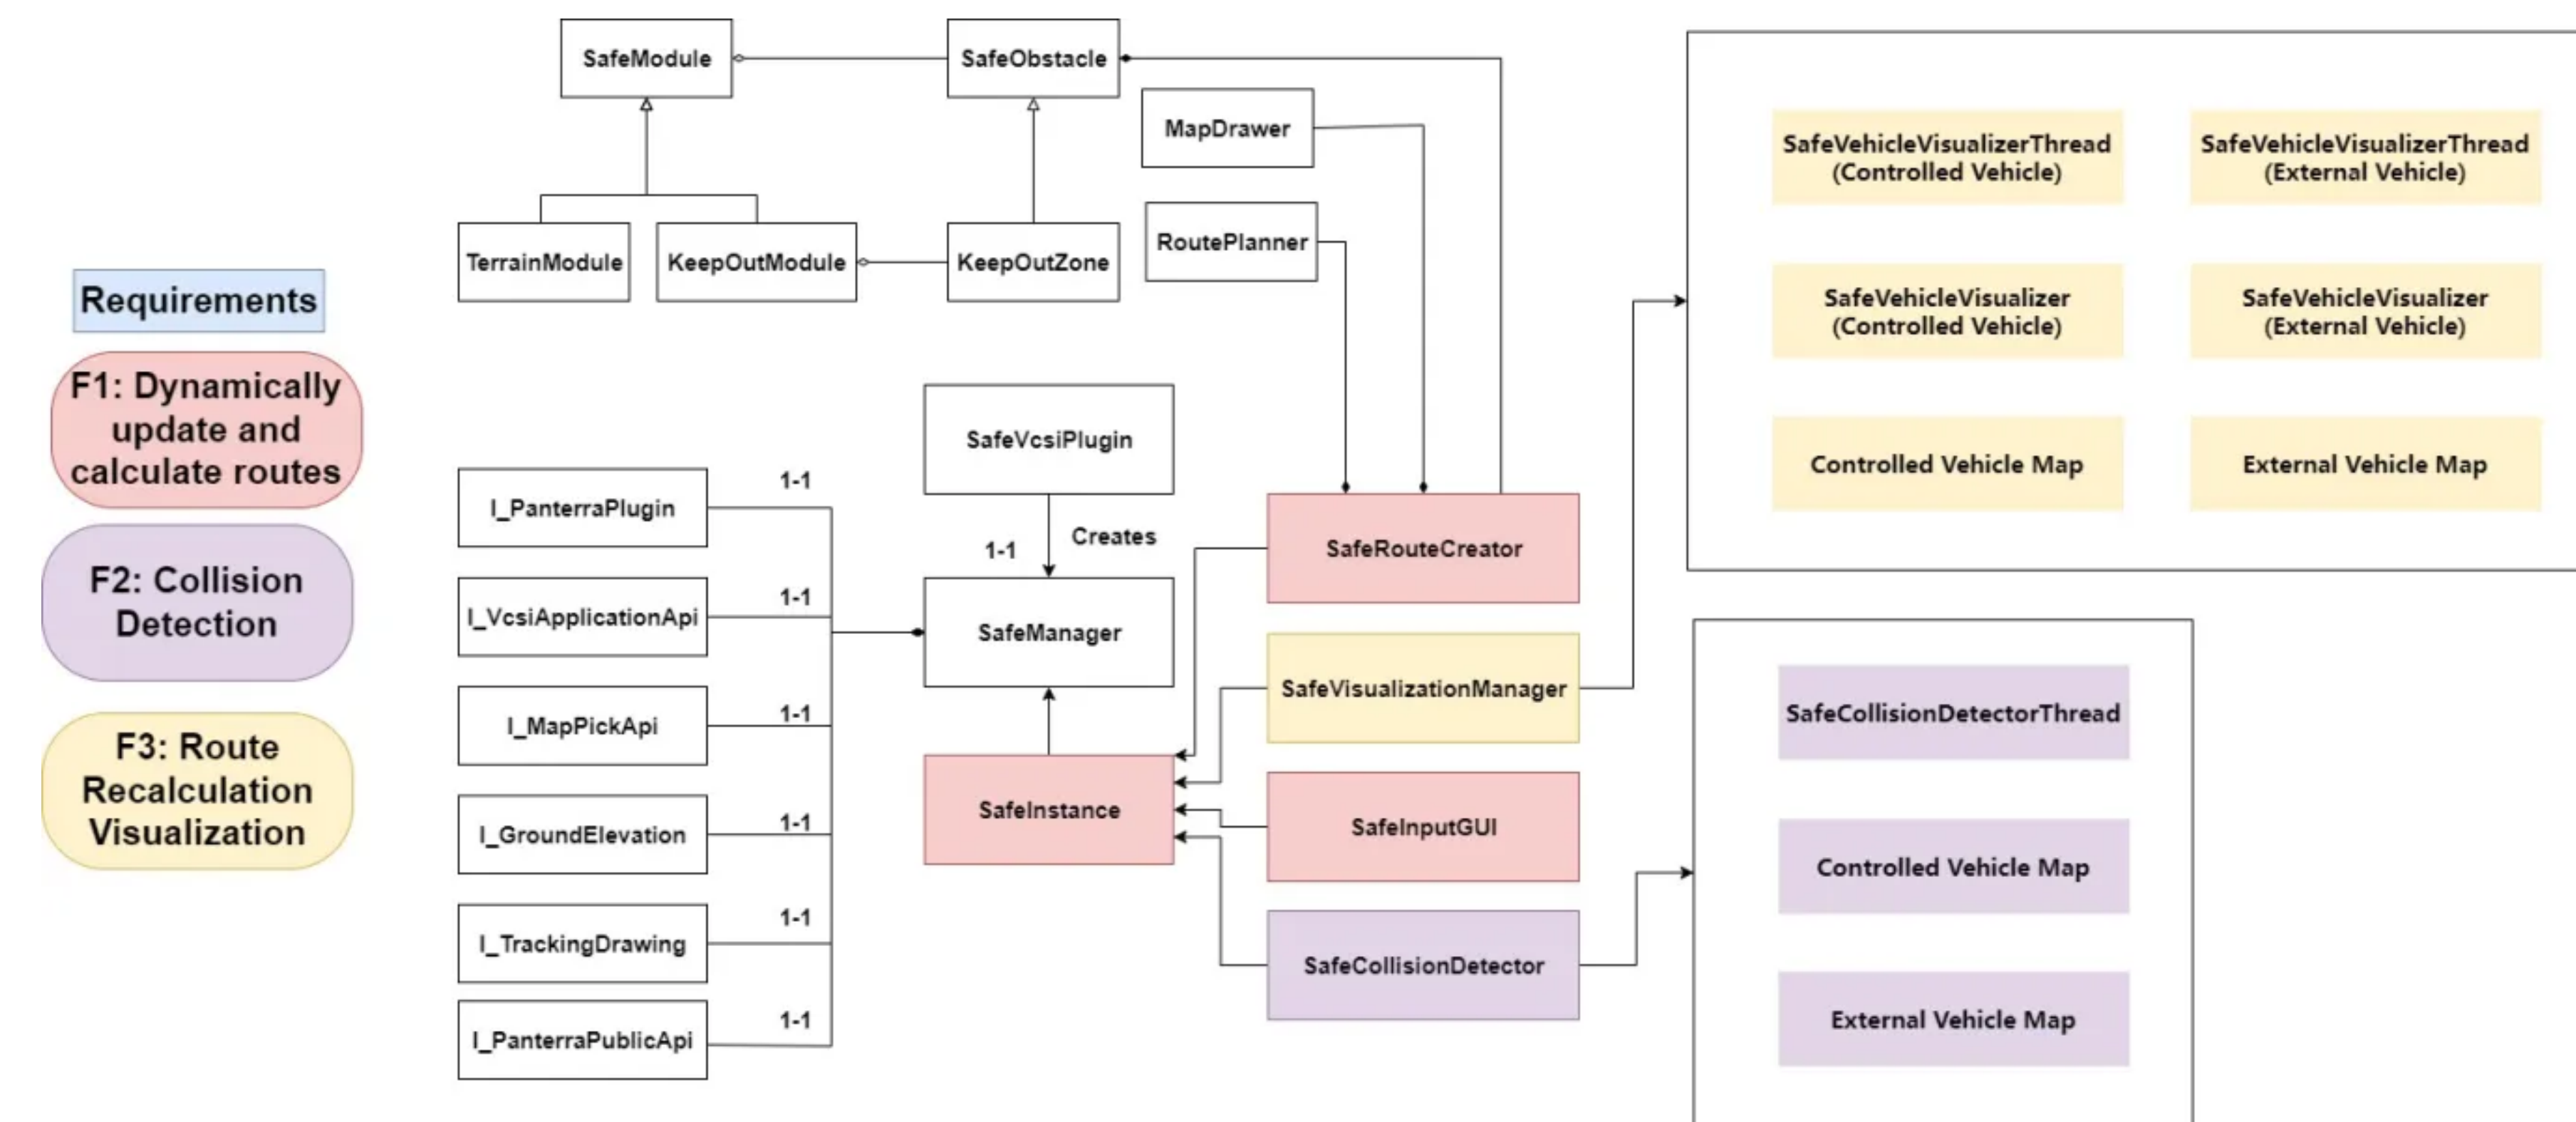 Requirements
F1: Dynamically
update and
calculate routes
F2: Collision
Detection
F3: Route
Recalculation
Visualization
SafeModule
SafeObstacle
MapDrawer
RoutePlanner
TerrainModule
KeepOutModule
KeepOutZone
SafeVcsiPlugin
1-1
Creates
SafeManager
SafeInstance
I_PanterraPlugin
1-1
I_VcsiApplicationApi
1-1
I_MapPickApi
1-1
I_GroundElevation
1-1
I_TrackingDrawing
1-1
I_PanterraPublicApi
1-1
SafeRouteCreator
SafeVisualizationManager
SafeInputGUI
SafeCollisionDetector
SafeVehicleVisualizerThread
(Controlled Vehicle)
SafeVehicleVisualizerThread
(External Vehicle)
SafeVehicleVisualizer
(Controlled Vehicle)
SafeVehicleVisualizer
(External Vehicle)
Controlled Vehicle Map
External Vehicle Map
SafeCollisionDetectorThread
Controlled Vehicle Map
External Vehicle Map